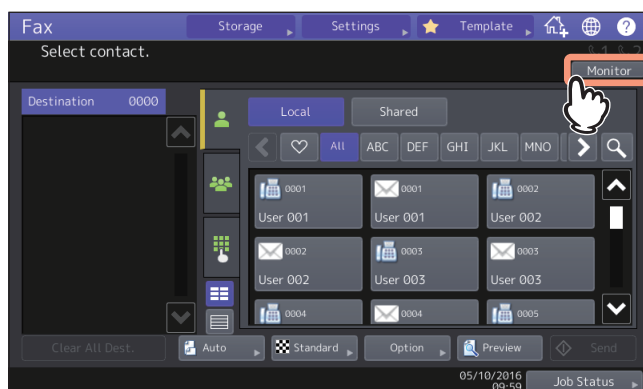 Fax
Storage
Settings
Template
?
Select contact.
1 2
Monitor
Destination 0000
Local
Shared
All ABC DEF GHI JKL MNO
0001
User 001
0001
User 001
0002
User 002
0002
User 002
0003
User 003
0003
User 003
0004
0004
0005
Clear All Dest.
Auto
Standard
Option
Preview
Send
05/10/2016
09:59
Job Status